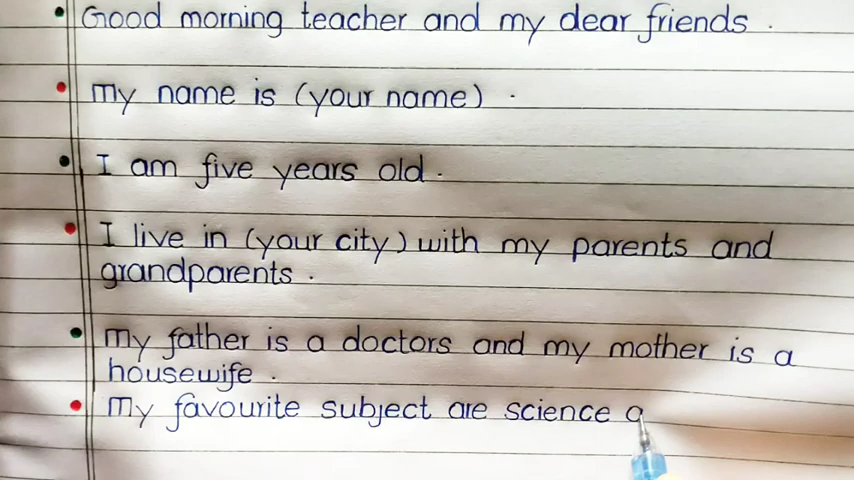 • Good morning teacher and my dear friends .
• My name is (your name) .
• I am five years old .
• I live in (your city) with my parents and
grandparents .
• My father is a doctors and my mother is a
housewife .
• My favourite subject are science a